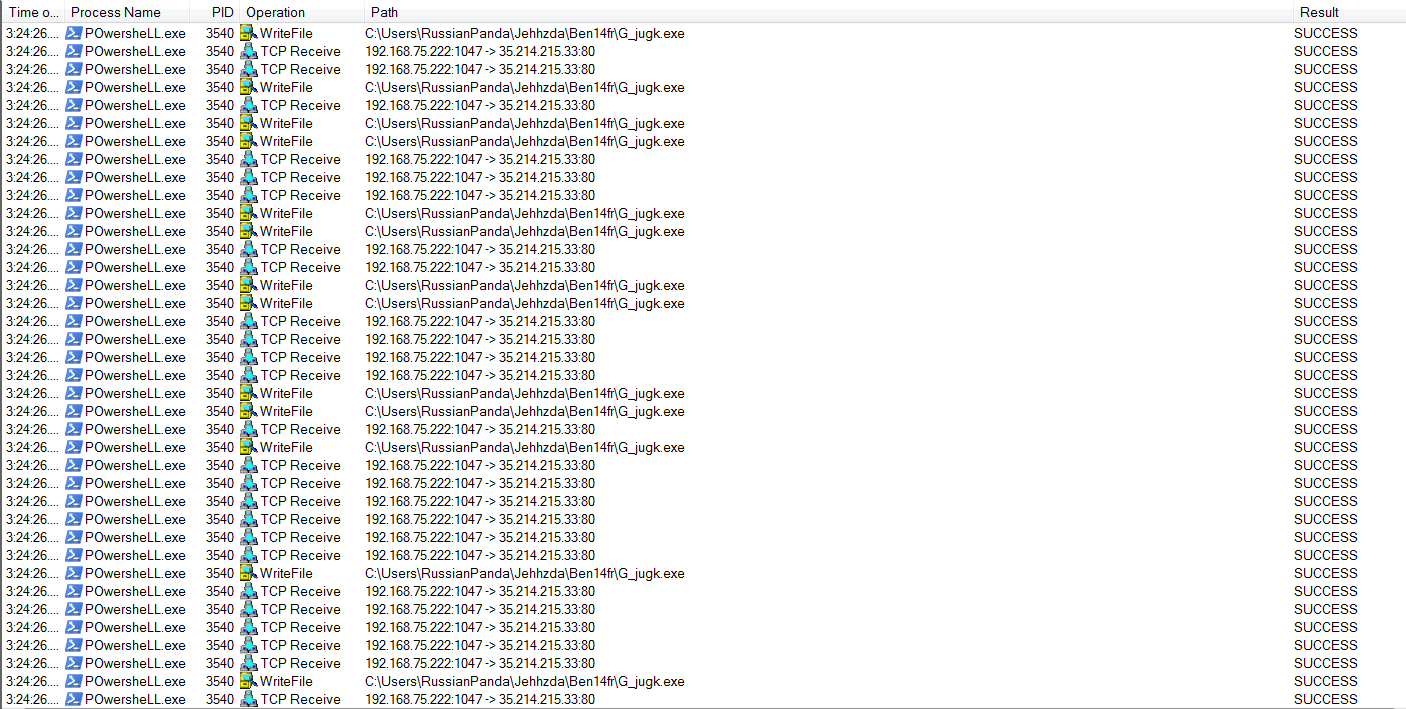 Time o... Process Name PID Operation Path Result
3:24:26.... POwersheLL.exe 3540 WriteFile C:\Users\RussianPanda\Jehhzda\Ben14fr\G_jugk.exe SUCCESS
3:24:26.... POwersheLL.exe 3540 TCP Receive 192.168.75.222:1047 -> 35.214.215.33:80 SUCCESS
3:24:26.... POwersheLL.exe 3540 TCP Receive 192.168.75.222:1047 -> 35.214.215.33:80 SUCCESS
3:24:26.... POwersheLL.exe 3540 WriteFile C:\Users\RussianPanda\Jehhzda\Ben14fr\G_jugk.exe SUCCESS
3:24:26.... POwersheLL.exe 3540 TCP Receive 192.168.75.222:1047 -> 35.214.215.33:80 SUCCESS
3:24:26.... POwersheLL.exe 3540 WriteFile C:\Users\RussianPanda\Jehhzda\Ben14fr\G_jugk.exe SUCCESS
3:24:26.... POwersheLL.exe 3540 WriteFile C:\Users\RussianPanda\Jehhzda\Ben14fr\G_jugk.exe SUCCESS
3:24:26.... POwersheLL.exe 3540 TCP Receive 192.168.75.222:1047 -> 35.214.215.33:80 SUCCESS
3:24:26.... POwersheLL.exe 3540 TCP Receive 192.168.75.222:1047 -> 35.214.215.33:80 SUCCESS
3:24:26.... POwersheLL.exe 3540 TCP Receive 192.168.75.222:1047 -> 35.214.215.33:80 SUCCESS
3:24:26.... POwersheLL.exe 3540 WriteFile C:\Users\RussianPanda\Jehhzda\Ben14fr\G_jugk.exe SUCCESS
3:24:26.... POwersheLL.exe 3540 WriteFile C:\Users\RussianPanda\Jehhzda\Ben14fr\G_jugk.exe SUCCESS
3:24:26.... POwersheLL.exe 3540 TCP Receive 192.168.75.222:1047 -> 35.214.215.33:80 SUCCESS
3:24:26.... POwersheLL.exe 3540 TCP Receive 192.168.75.222:1047 -> 35.214.215.33:80 SUCCESS
3:24:26.... POwersheLL.exe 3540 WriteFile C:\Users\RussianPanda\Jehhzda\Ben14fr\G_jugk.exe SUCCESS
3:24:26.... POwersheLL.exe 3540 WriteFile C:\Users\RussianPanda\Jehhzda\Ben14fr\G_jugk.exe SUCCESS
3:24:26.... POwersheLL.exe 3540 TCP Receive 192.168.75.222:1047 -> 35.214.215.33:80 SUCCESS
3:24:26.... POwersheLL.exe 3540 TCP Receive 192.168.75.222:1047 -> 35.214.215.33:80 SUCCESS
3:24:26.... POwersheLL.exe 3540 TCP Receive 192.168.75.222:1047 -> 35.214.215.33:80 SUCCESS
3:24:26.... POwersheLL.exe 3540 TCP Receive 192.168.75.222:1047 -> 35.214.215.33:80 SUCCESS
3:24:26.... POwersheLL.exe 3540 WriteFile C:\Users\RussianPanda\Jehhzda\Ben14fr\G_jugk.exe SUCCESS
3:24:26.... POwersheLL.exe 3540 WriteFile C:\Users\RussianPanda\Jehhzda\Ben14fr\G_jugk.exe SUCCESS
3:24:26.... POwersheLL.exe 3540 TCP Receive 192.168.75.222:1047 -> 35.214.215.33:80 SUCCESS
3:24:26.... POwersheLL.exe 3540 WriteFile C:\Users\RussianPanda\Jehhzda\Ben14fr\G_jugk.exe SUCCESS
3:24:26.... POwersheLL.exe 3540 TCP Receive 192.168.75.222:1047 -> 35.214.215.33:80 SUCCESS
3:24:26.... POwersheLL.exe 3540 TCP Receive 192.168.75.222:1047 -> 35.214.215.33:80 SUCCESS
3:24:26.... POwersheLL.exe 3540 TCP Receive 192.168.75.222:1047 -> 35.214.215.33:80 SUCCESS
3:24:26.... POwersheLL.exe 3540 TCP Receive 192.168.75.222:1047 -> 35.214.215.33:80 SUCCESS
3:24:26.... POwersheLL.exe 3540 TCP Receive 192.168.75.222:1047 -> 35.214.215.33:80 SUCCESS
3:24:26.... POwersheLL.exe 3540 TCP Receive 192.168.75.222:1047 -> 35.214.215.33:80 SUCCESS
3:24:26.... POwersheLL.exe 3540 WriteFile C:\Users\RussianPanda\Jehhzda\Ben14fr\G_jugk.exe SUCCESS
3:24:26.... POwersheLL.exe 3540 TCP Receive 192.168.75.222:1047 -> 35.214.215.33:80 SUCCESS
3:24:26.... POwersheLL.exe 3540 TCP Receive 192.168.75.222:1047 -> 35.214.215.33:80 SUCCESS
3:24:26.... POwersheLL.exe 3540 TCP Receive 192.168.75.222:1047 -> 35.214.215.33:80 SUCCESS
3:24:26.... POwersheLL.exe 3540 TCP Receive 192.168.75.222:1047 -> 35.214.215.33:80 SUCCESS
3:24:26.... POwersheLL.exe 3540 TCP Receive 192.168.75.222:1047 -> 35.214.215.33:80 SUCCESS
3:24:26.... POwersheLL.exe 3540 WriteFile C:\Users\RussianPanda\Jehhzda\Ben14fr\G_jugk.exe SUCCESS
3:24:26.... POwersheLL.exe 3540 TCP Receive 192.168.75.222:1047 -> 35.214.215.33:80 SUCCESS